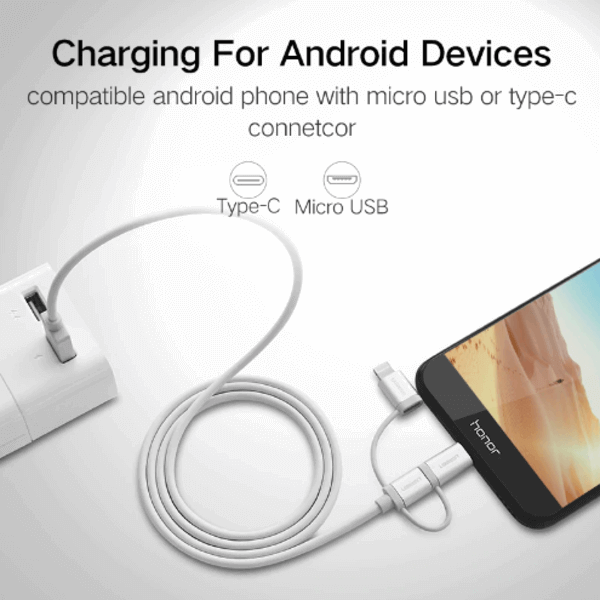 Charging For Android Devices
compatible android phone with micro usb or type-c
connetcor
Type-C Micro USB
honor